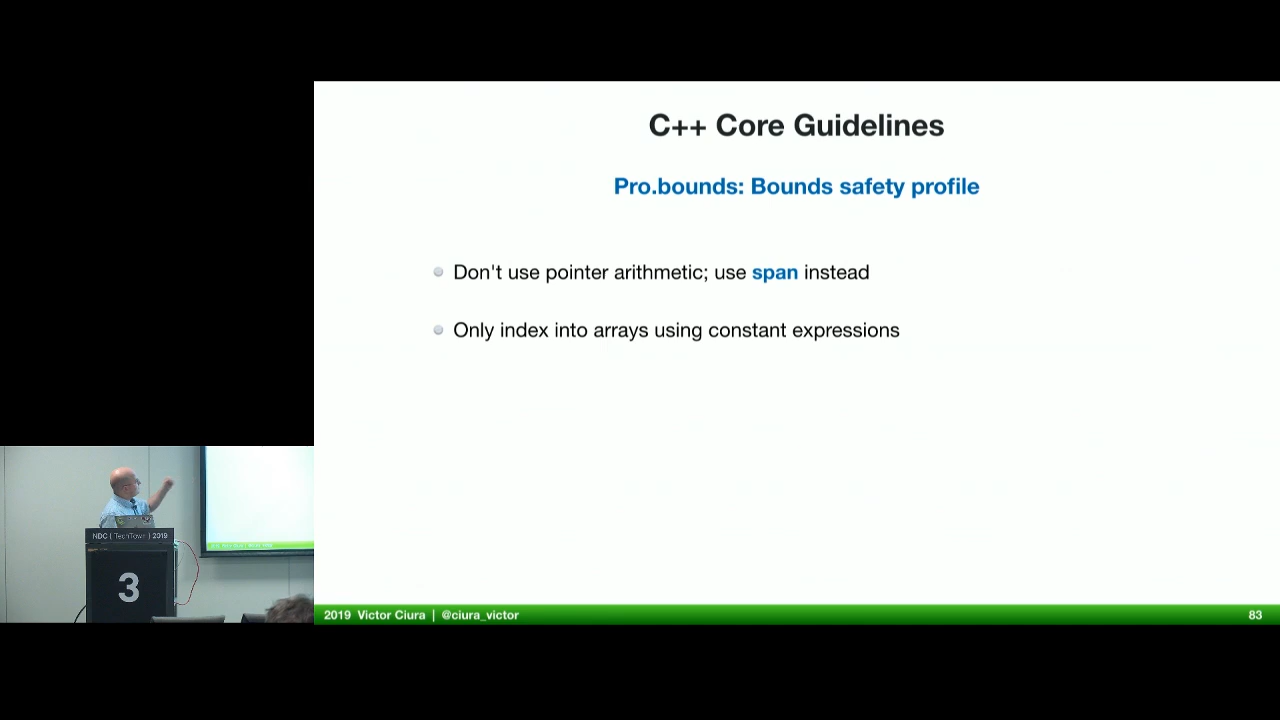 C++ Core Guidelines
Pro.bounds: Bounds safety profile
Don't use pointer arithmetic; use span instead
Only index into arrays using constant expressions
NDC { TechTown } 2019
3
2019 Victor Ciura | @ciura_victor
83